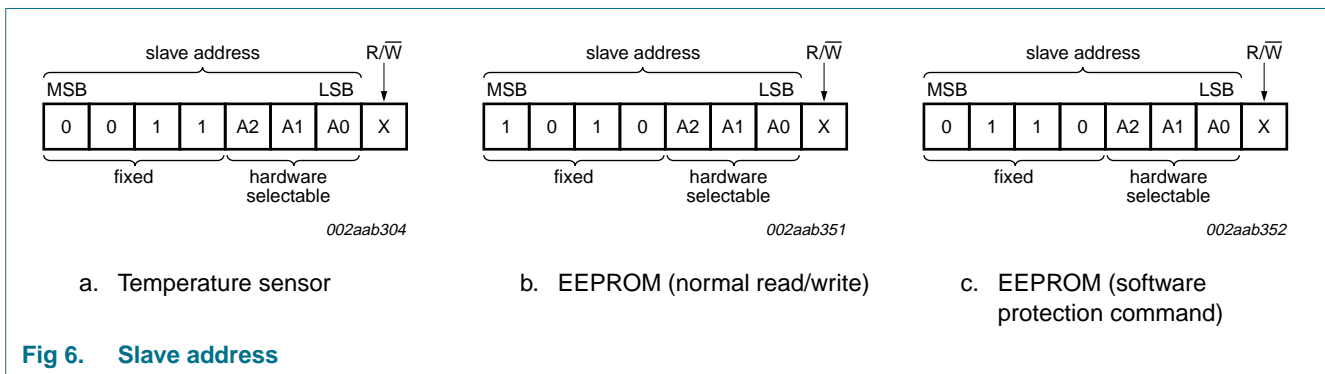 slave address R/W̅
MSB LSB
0 0 1 1 A2 A1 A0 X
fixed hardware
selectable
002aab304
a. Temperature sensor
slave address R/W̅
MSB LSB
1 0 1 0 A2 A1 A0 X
fixed hardware
selectable
002aab351
b. EEPROM (normal read/write)
slave address R/W̅
MSB LSB
0 1 1 0 A2 A1 A0 X
fixed hardware
selectable
002aab352
c. EEPROM (software
protection command)
Fig 6. Slave address